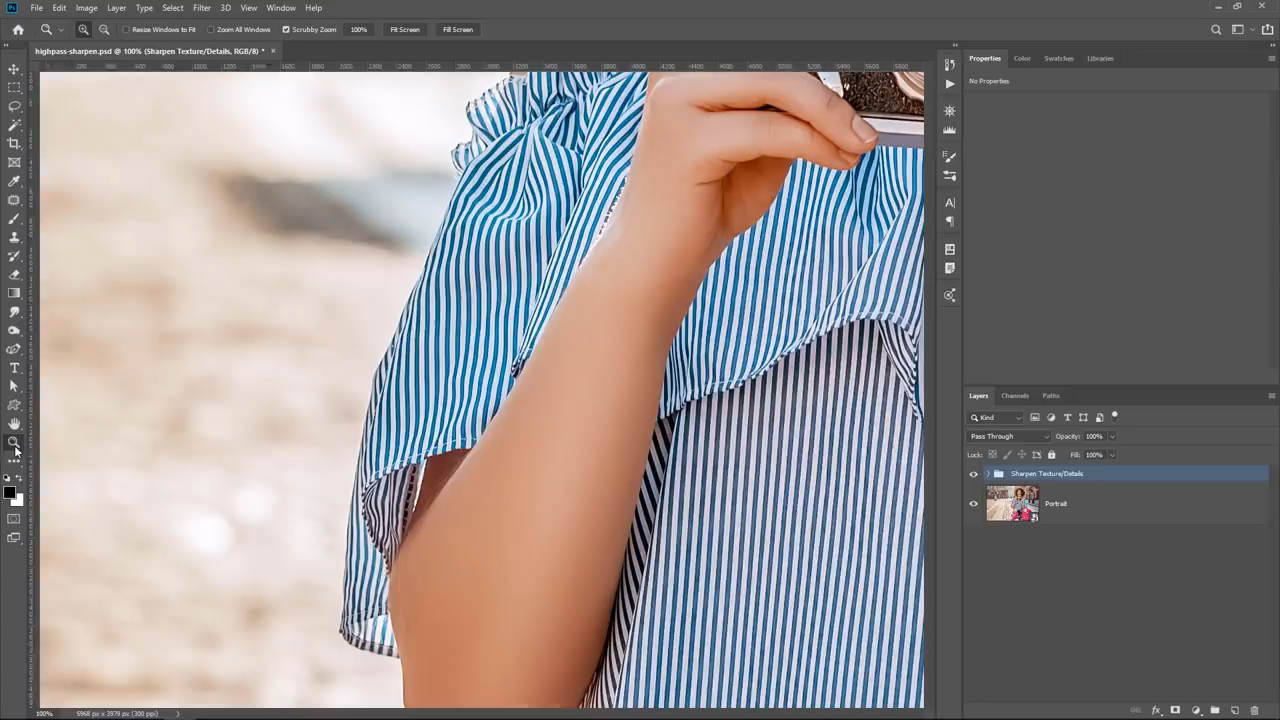 Ps File Edit Image Layer Type Select Filter 3D View Window Help
Resize Windows to Fit Zoom All Windows Scrubby Zoom 100% Fit Screen Fill Screen
highpass-sharpen.psd @ 100% (Sharpen Texture/Details, RGB/8) * ×
Properties Color Swatches Libraries
No Properties
Layers Channels Paths
Kind
Pass Through Opacity: 100%
Lock: Fill: 100%
Sharpen Texture/Details
Portrait
100% 5968 px x 3979 px (300 ppi)